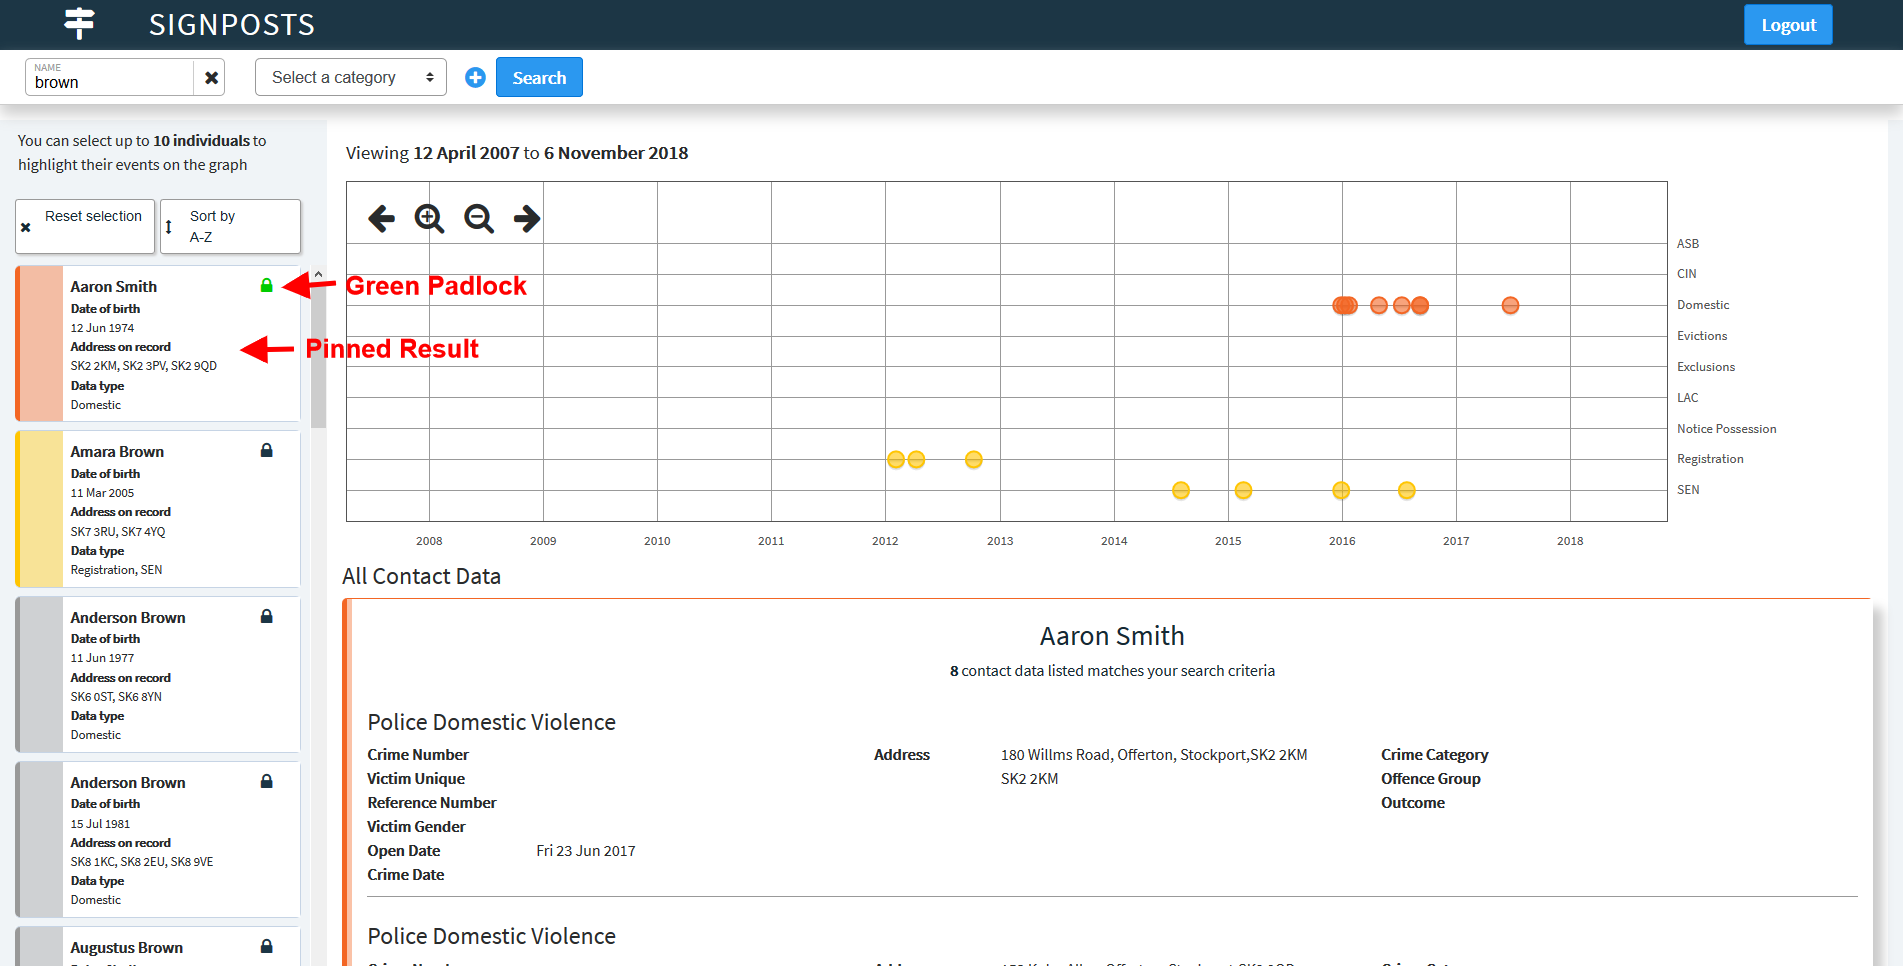 SIGNPOSTS
Logout
NAME
brown
Select a category
Search
You can select up to 10 individuals to
highlight their events on the graph
Reset selection
Sort by
A-Z
Aaron Smith
Date of birth
12 Jun 1974
Address on record
SK2 2KM, SK2 3PV, SK2 9QD
Data type
Domestic
Green Padlock
Pinned Result
Amara Brown
Date of birth
11 Mar 2005
Address on record
SK7 3RU, SK7 4YQ
Data type
Registration, SEN
Anderson Brown
Date of birth
11 Jun 1977
Address on record
SK6 0ST, SK6 8YN
Data type
Domestic
Anderson Brown
Date of birth
15 Jul 1981
Address on record
SK8 1KC, SK8 2EU, SK8 9VE
Data type
Domestic
Augustus Brown
Viewing 12 April 2007 to 6 November 2018
ASB
CIN
Domestic
Evictions
Exclusions
LAC
Notice Possession
Registration
SEN
2008 2009 2010 2011 2012 2013 2014 2015 2016 2017 2018
All Contact Data
Aaron Smith
8 contact data listed matches your search criteria
Police Domestic Violence
Crime Number
Victim Unique
Reference Number
Victim Gender
Open Date Fri 23 Jun 2017
Crime Date
Address 180 Willms Road, Offerton, Stockport,SK2 2KM
SK2 2KM
Crime Category
Offence Group
Outcome
Police Domestic Violence